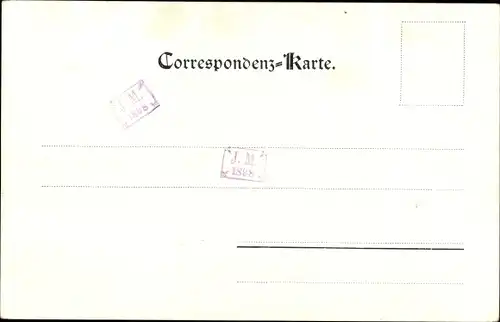 Correspondenz=Karte.
J. M.
1898
J. M.
1898